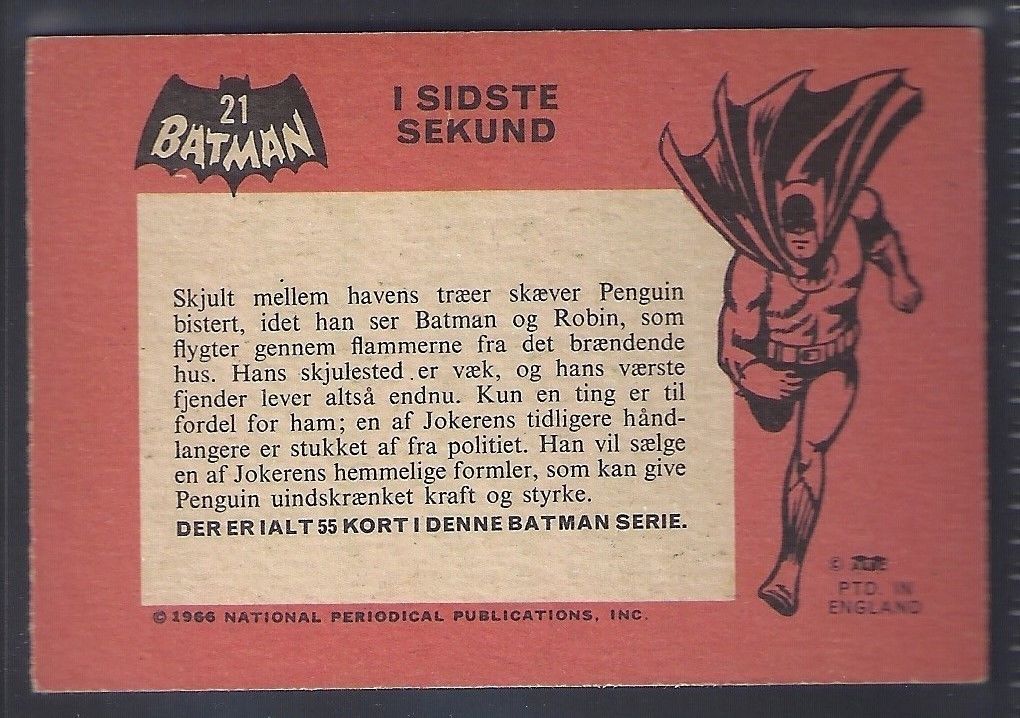 21
BATMAN
I SIDSTE
SEKUND
Skjult mellem havens træer skæver Penguin
bistert, idet han ser Batman og Robin, som
flygter gennem flammerne fra det brændende
hus. Hans skjulested er væk, og hans værste
fjender lever altså endnu. Kun en ting er til
fordel for ham; en af Jokerens tidligere hånd-
langere er stukket af fra politiet. Han vil sælge
en af Jokerens hemmelige formler, som kan give
Penguin uindskrænket kraft og styrke.
DER ER IALT 55 KORT I DENNE BATMAN SERIE.
© 1966 NATIONAL PERIODICAL PUBLICATIONS, INC.
©
PTD. IN
ENGLAND